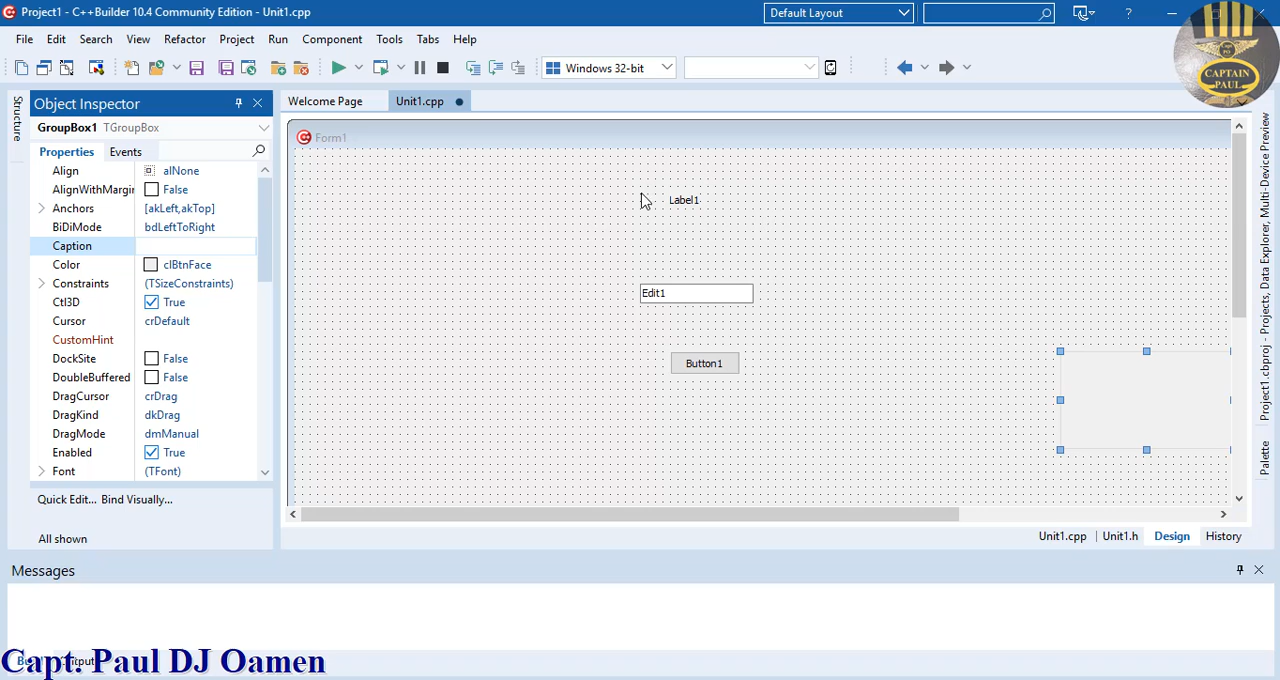 Project1 - C++Builder 10.4 Community Edition - Unit1.cpp
Default Layout
?
File Edit Search View Refactor Project Run Component Tools Tabs Help
Windows 32-bit
CAPTAIN
PAUL
Structure
Object Inspector
GroupBox1 TGroupBox
Properties Events
Align alNone
AlignWithMargin False
Anchors [akLeft,akTop]
BiDiMode bdLeftToRight
Caption
Color clBtnFace
Constraints (TSizeConstraints)
Ctl3D True
Cursor crDefault
CustomHint
DockSite False
DoubleBuffered False
DragCursor crDrag
DragKind dkDrag
DragMode dmManual
Enabled True
Font (TFont)
Quick Edit... Bind Visually...
All shown
Welcome Page Unit1.cpp
Form1
Label1
Edit1
Button1
Unit1.cpp Unit1.h Design History
Project1.cbproj - Projects, Data Explorer, Multi-Device Preview
Palette
Messages
Capt. Paul DJ Oamen